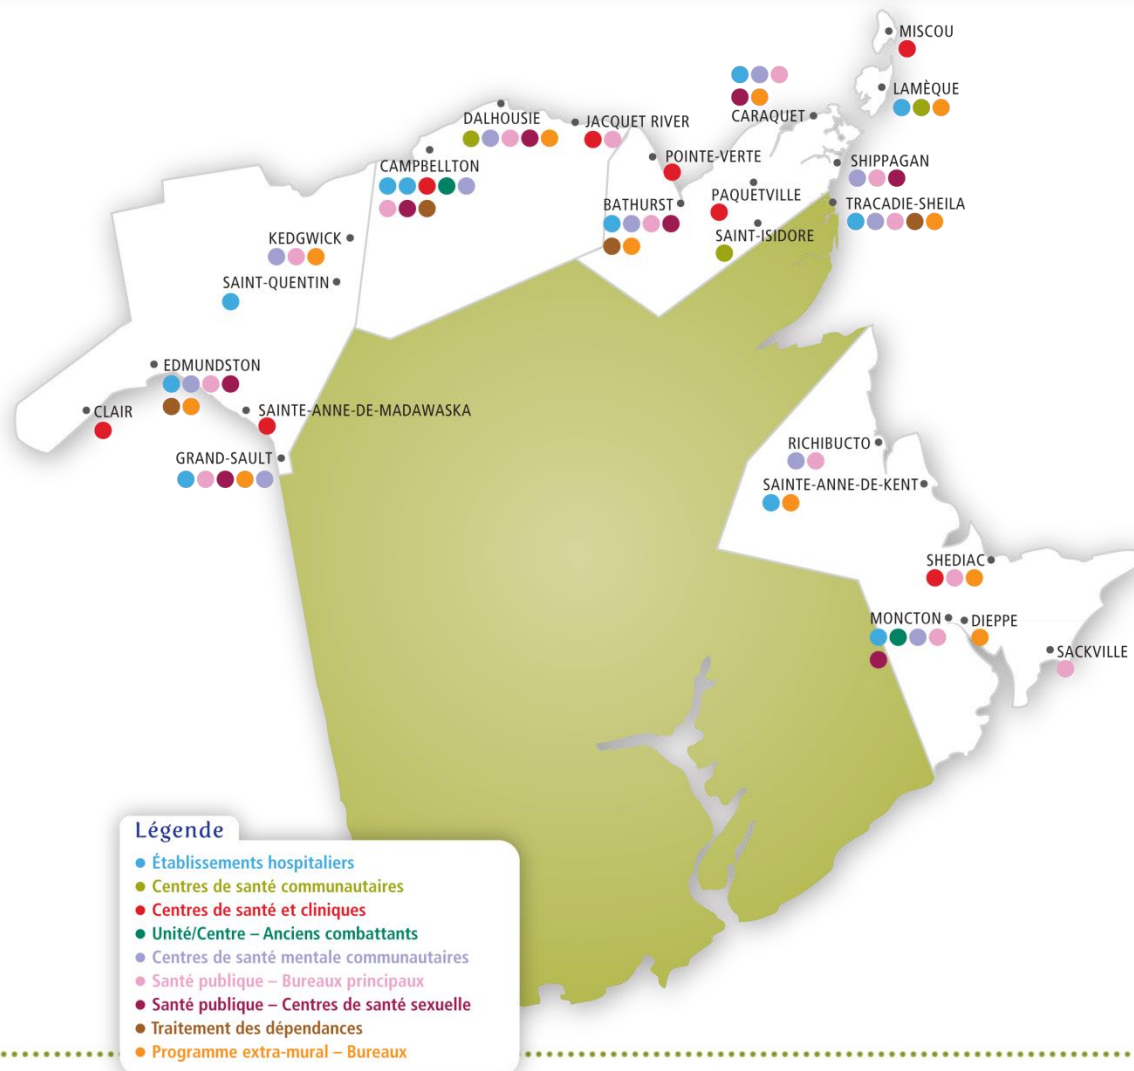 MISCOU
LAMÈQUE
CARAQUET
DALHOUSIE
JACQUET RIVER
POINTE-VERTE
SHIPPAGAN
CAMPBELLTON
PAQUETVILLE
BATHURST
TRACADIE-SHEILA
SAINT-ISIDORE
KEDGWICK
SAINT-QUENTIN
EDMUNDSTON
CLAIR
SAINTE-ANNE-DE-MADAWASKA
GRAND-SAULT
RICHIBUCTO
SAINTE-ANNE-DE-KENT
SHEDIAC
MONCTON
DIEPPE
SACKVILLE
Légende
Établissements hospitaliers
Centres de santé communautaires
Centres de santé et cliniques
Unité/Centre – Anciens combattants
Centres de santé mentale communautaires
Santé publique – Bureaux principaux
Santé publique – Centres de santé sexuelle
Traitement des dépendances
Programme extra-mural – Bureaux